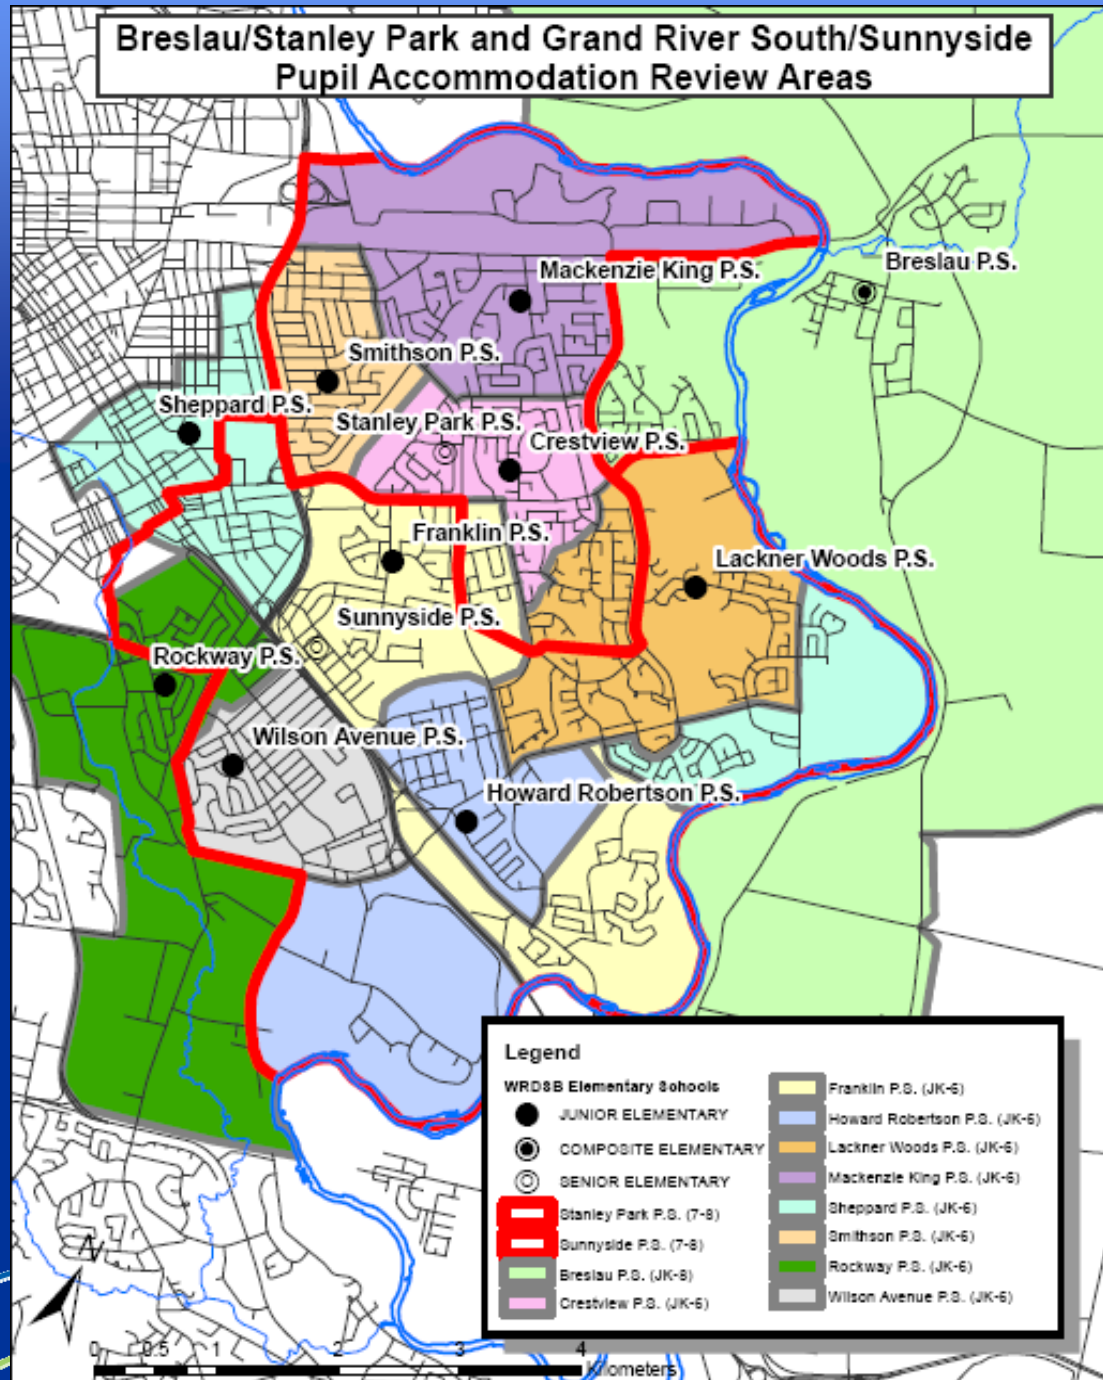 Breslau/Stanley Park and Grand River South/Sunnyside
Pupil Accommodation Review Areas
Breslau P.S.
Mackenzie King P.S.
Smithson P.S.
Sheppard P.S.
Stanley Park P.S.
Crestview P.S.
Franklin P.S.
Lackner Woods P.S.
Sunnyside P.S.
Rockway P.S.
Wilson Avenue P.S.
Howard Robertson P.S.
Legend
WRDSB Elementary Schools
JUNIOR ELEMENTARY
COMPOSITE ELEMENTARY
SENIOR ELEMENTARY
Stanley Park P.S. (7-8)
Sunnyside P.S. (7-8)
Breslau P.S. (JK-8)
Crestview P.S. (JK-6)
Franklin P.S. (JK-6)
Howard Robertson P.S. (JK-6)
Lackner Woods P.S. (JK-6)
Mackenzie King P.S. (JK-6)
Sheppard P.S. (JK-6)
Smithson P.S. (JK-6)
Rockway P.S. (JK-6)
Wilson Avenue P.S. (JK-6)
N
0 0.5 1 2 3 4
Kilometers